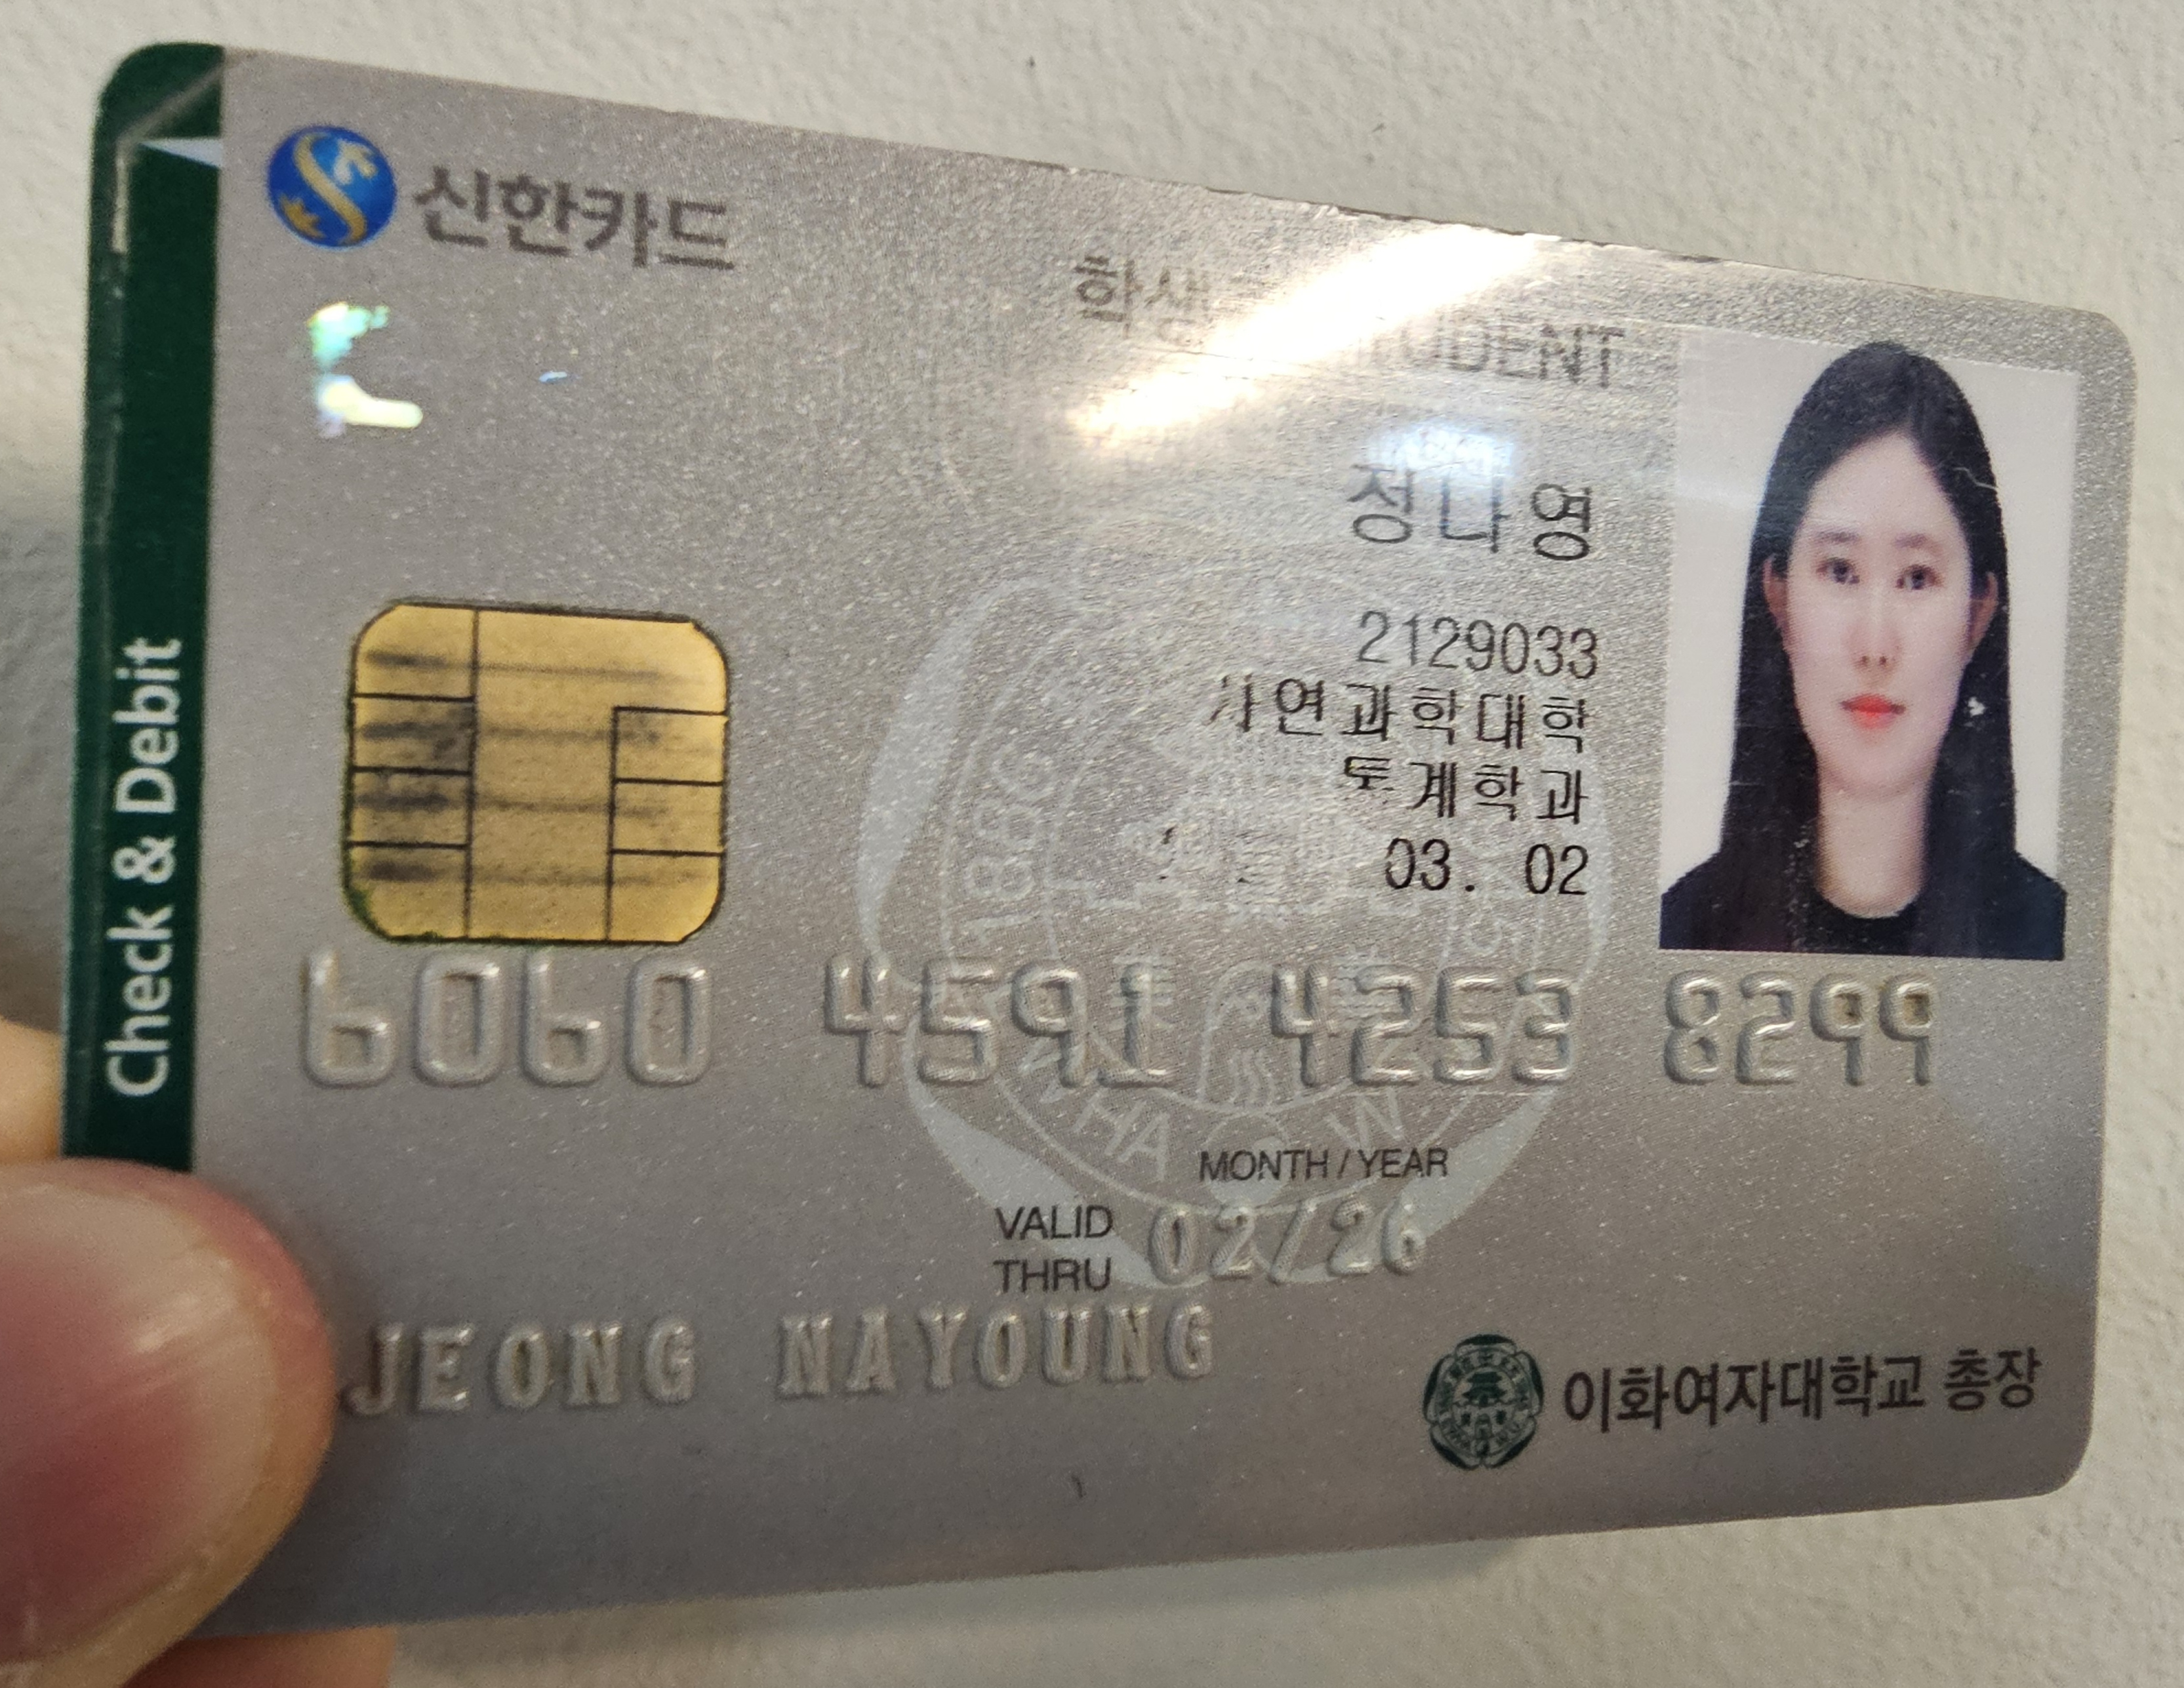 신한카드
학생
정나영
2129033
자연과학대학
통계학과
03. 02
Check & Debit
6060 4591 4253 8299
MONTH / YEAR
VALID THRU 02/26
JEONG NAYOUNG
이화여자대학교 총장